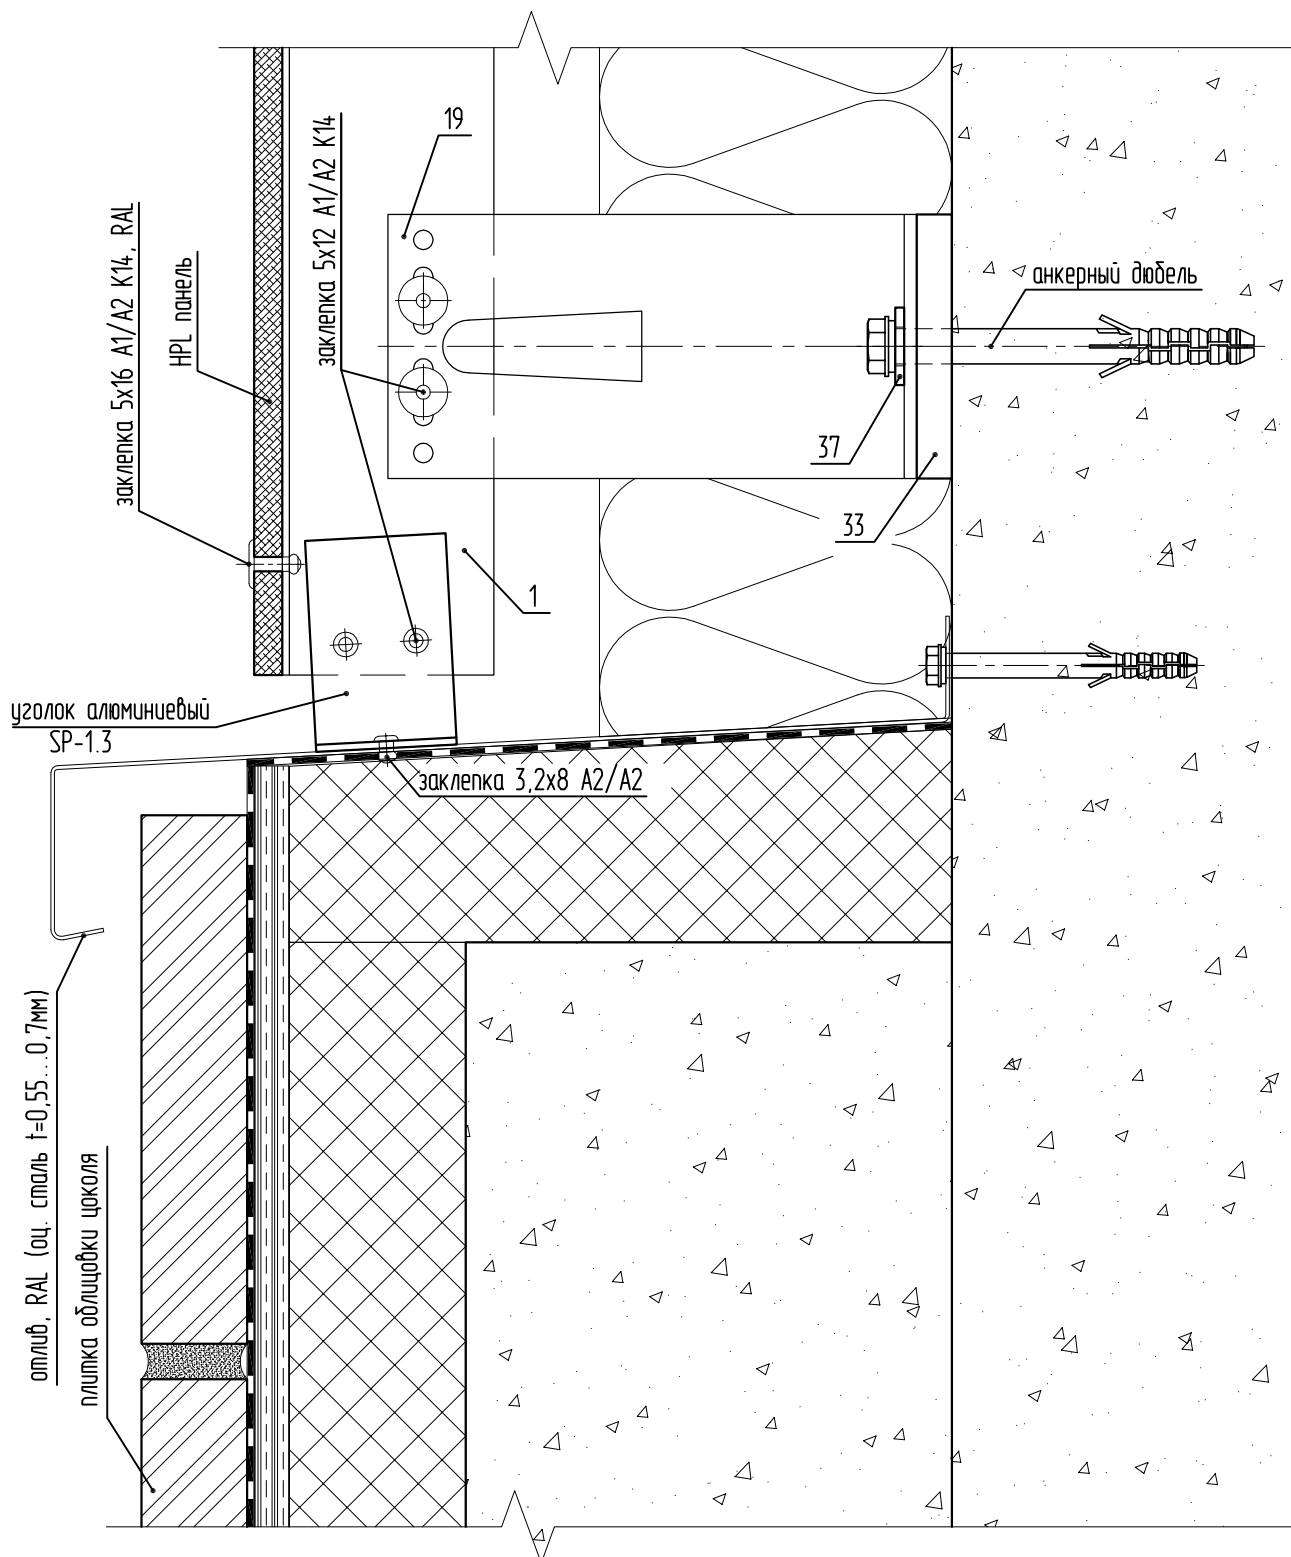 19
заклепка 5х12 А1/А2 К14
заклепка 5х16 А1/А2 К14, RAL
HPL панель
анкерный дюбель
37
33
1
уголок алюминиевый
SP-1.3
заклепка 3,2х8 А2/А2
отлив, RAL (оц. сталь t=0,55...0,7мм)
плитка облицовки цоколя